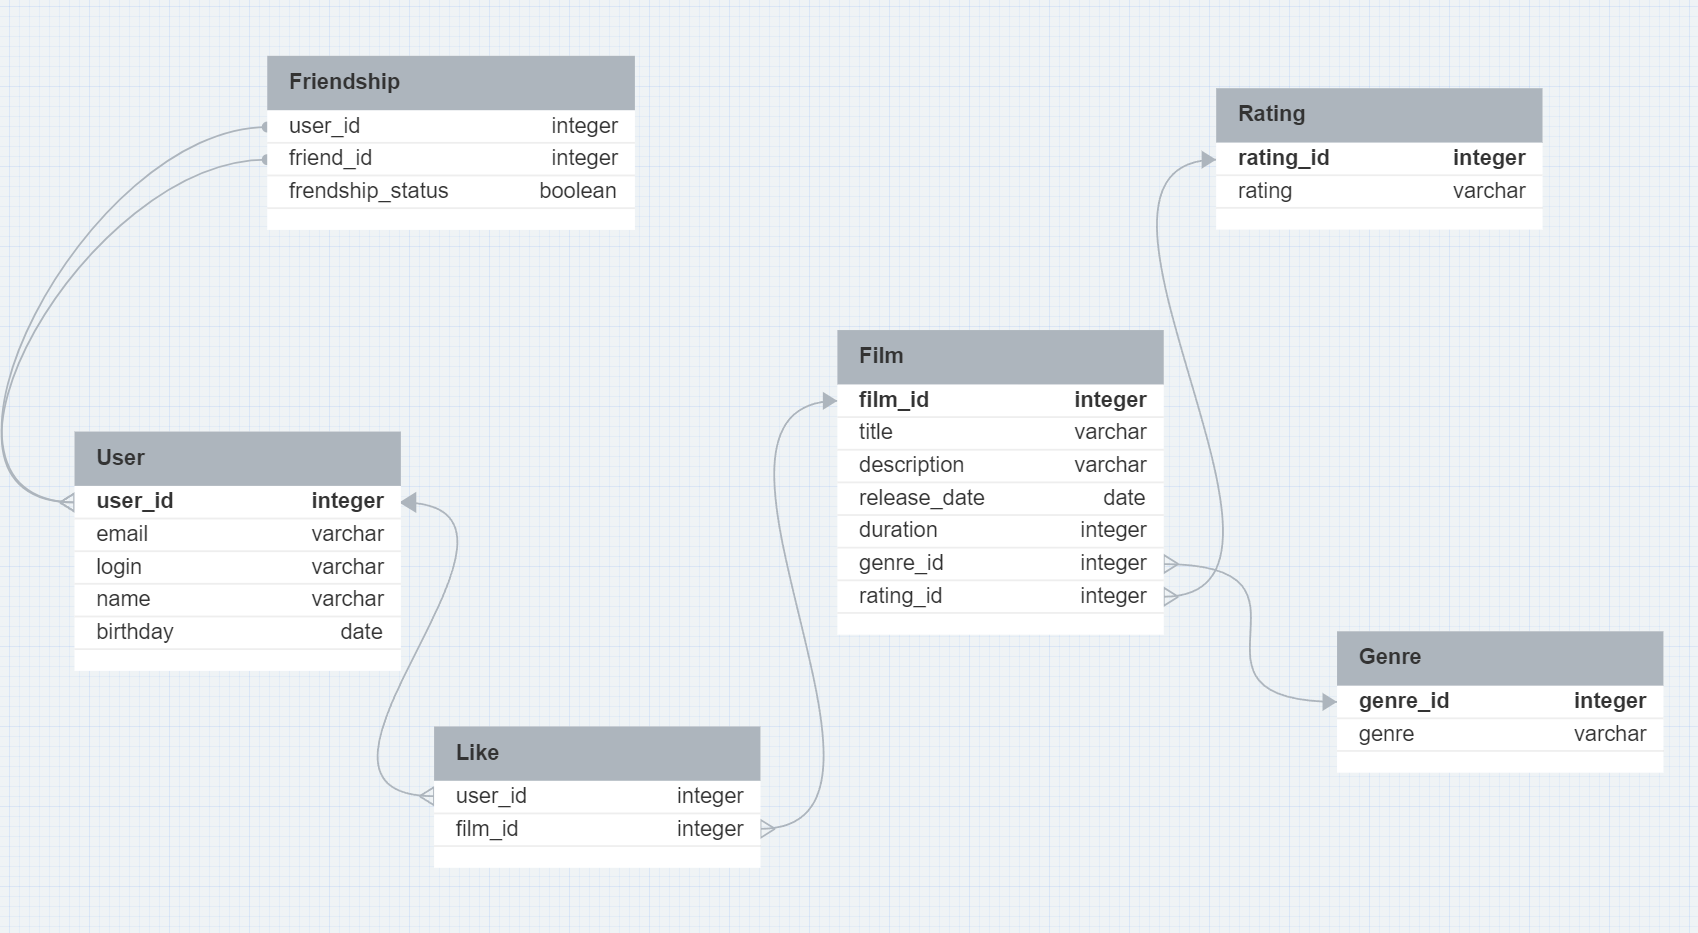 Friendship
user_id integer
friend_id integer
frendship_status boolean
Rating
rating_id integer
rating varchar
Film
film_id integer
title varchar
description varchar
release_date date
duration integer
genre_id integer
rating_id integer
User
user_id integer
email varchar
login varchar
name varchar
birthday date
Genre
genre_id integer
genre varchar
Like
user_id integer
film_id integer